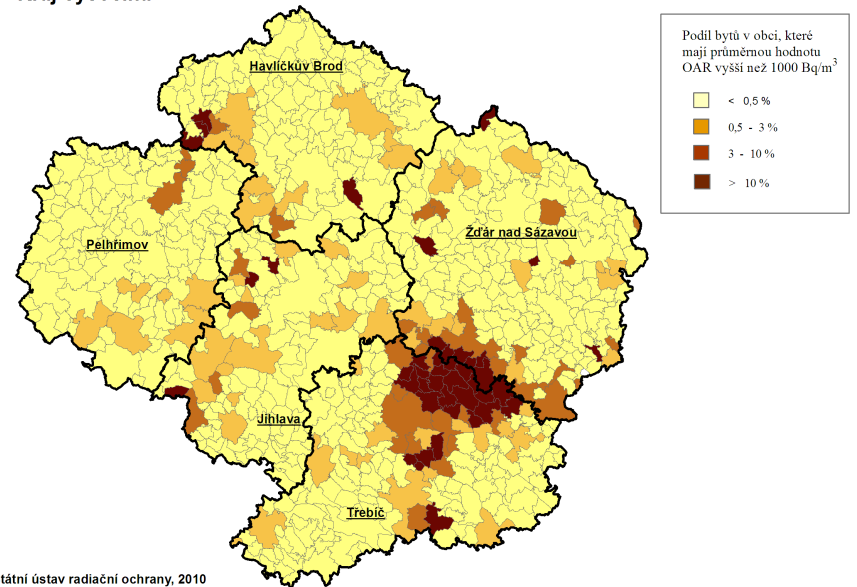 Havlíčkův Brod
Pelhřimov
Žďár nad Sázavou
Jihlava
Třebíč
Podíl bytů v obci, které
mají průměrnou hodnotu
OAR vyšší než 1000 Bq/m³
< 0,5 %
0,5 - 3 %
3 - 10 %
> 10 %
tátní ústav radiační ochrany, 2010